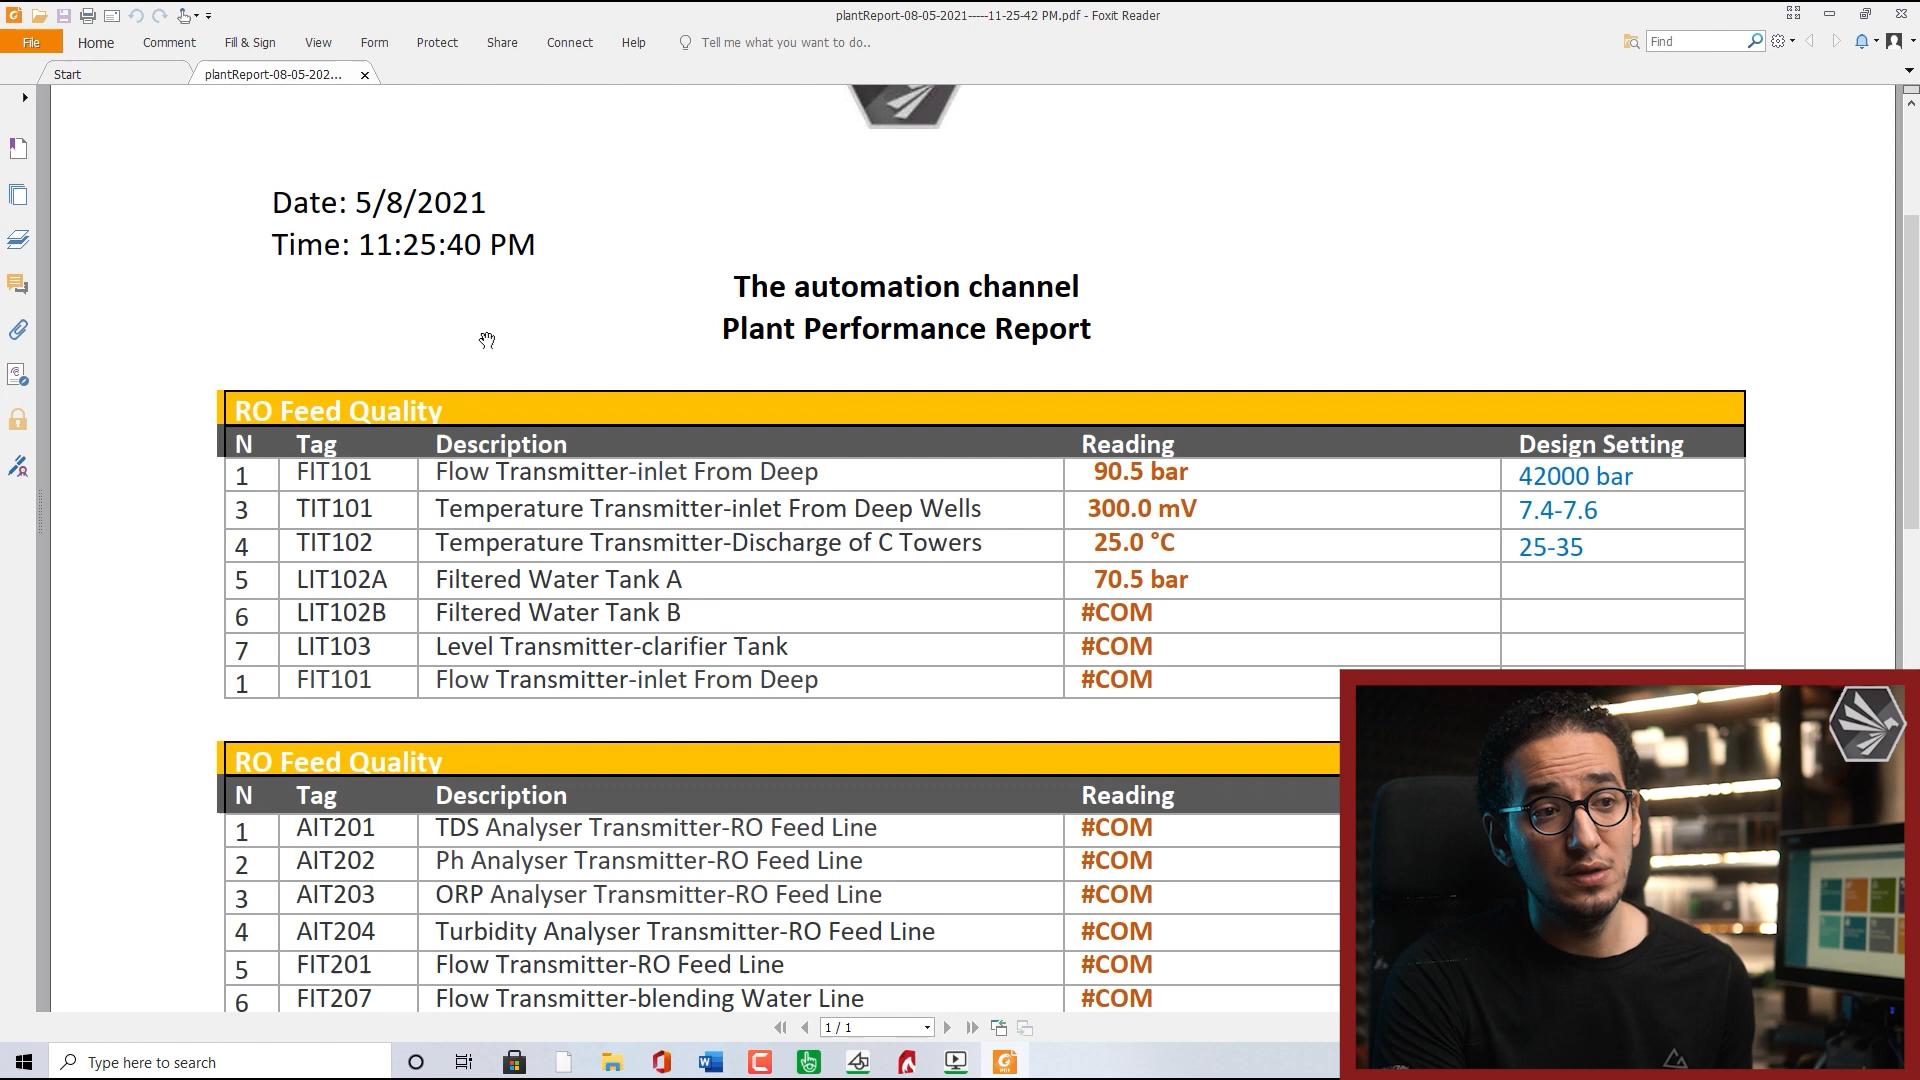 plantReport-08-05-2021-----11-25-42 PM.pdf - Foxit Reader
File Home Comment Fill & Sign View Form Protect Share Connect Help Tell me what you want to do.. Find
Start plantReport-08-05-202...
Date: 5/8/2021
Time: 11:25:40 PM
The automation channel
Plant Performance Report
RO Feed Quality
N Tag Description Reading Design Setting
1 FIT101 Flow Transmitter-inlet From Deep 90.5 bar 42000 bar
3 TIT101 Temperature Transmitter-inlet From Deep Wells 300.0 mV 7.4-7.6
4 TIT102 Temperature Transmitter-Discharge of C Towers 25.0 °C 25-35
5 LIT102A Filtered Water Tank A 70.5 bar
6 LIT102B Filtered Water Tank B #COM
7 LIT103 Level Transmitter-clarifier Tank #COM
1 FIT101 Flow Transmitter-inlet From Deep #COM
RO Feed Quality
N Tag Description Reading
1 AIT201 TDS Analyser Transmitter-RO Feed Line #COM
2 AIT202 Ph Analyser Transmitter-RO Feed Line #COM
3 AIT203 ORP Analyser Transmitter-RO Feed Line #COM
4 AIT204 Turbidity Analyser Transmitter-RO Feed Line #COM
5 FIT201 Flow Transmitter-RO Feed Line #COM
6 FIT207 Flow Transmitter-blending Water Line #COM
1 / 1
Type here to search